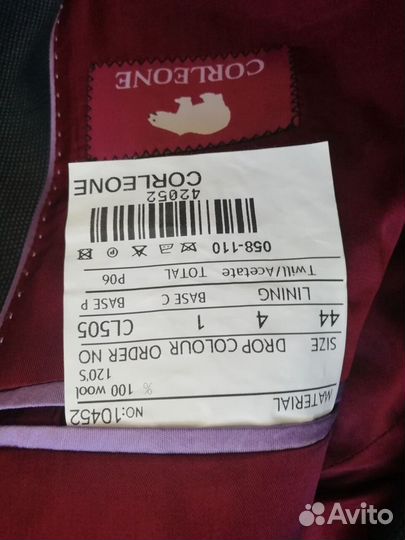 CORLEONE
MATERIAL NO:10452
100 % wool
120'S
SIZE DROP COLOUR ORDER NO
44 4 1 CL505
LINING BASE C BASE P
Twill/Acetate TOTAL P06
058-110
42052
CORLEONE
Avito